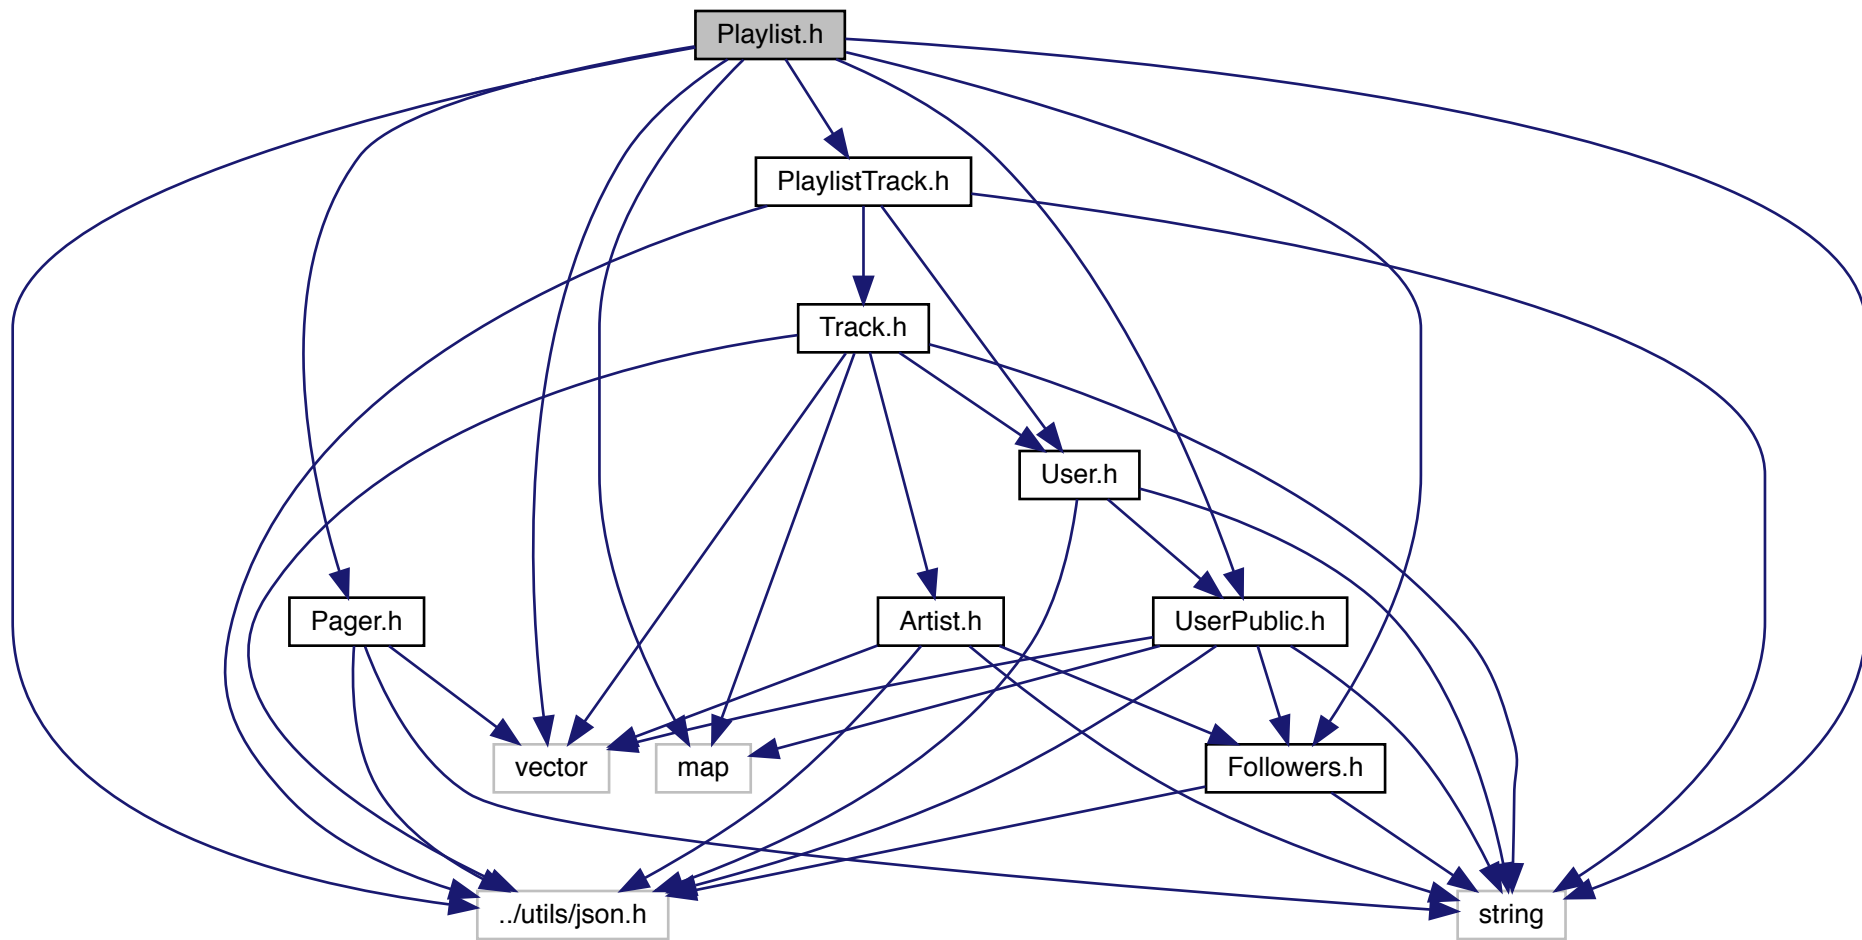 Playlist.h
PlaylistTrack.h
Track.h
User.h
Pager.h
Artist.h
UserPublic.h
vector
map
Followers.h
../utils/json.h
string